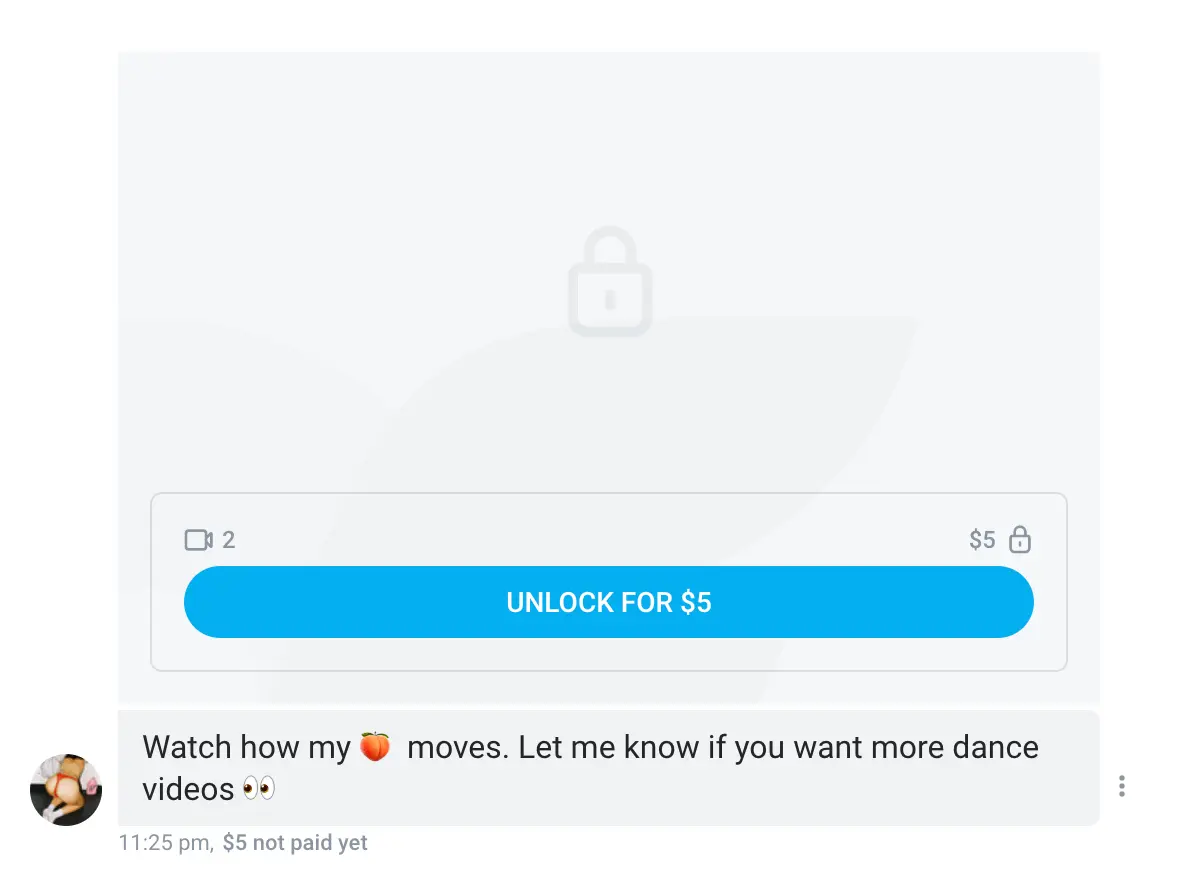 2
$5
UNLOCK FOR $5
Watch how my 🍑 moves. Let me know if you want more dance
videos 👀
11:25 pm, $5 not paid yet